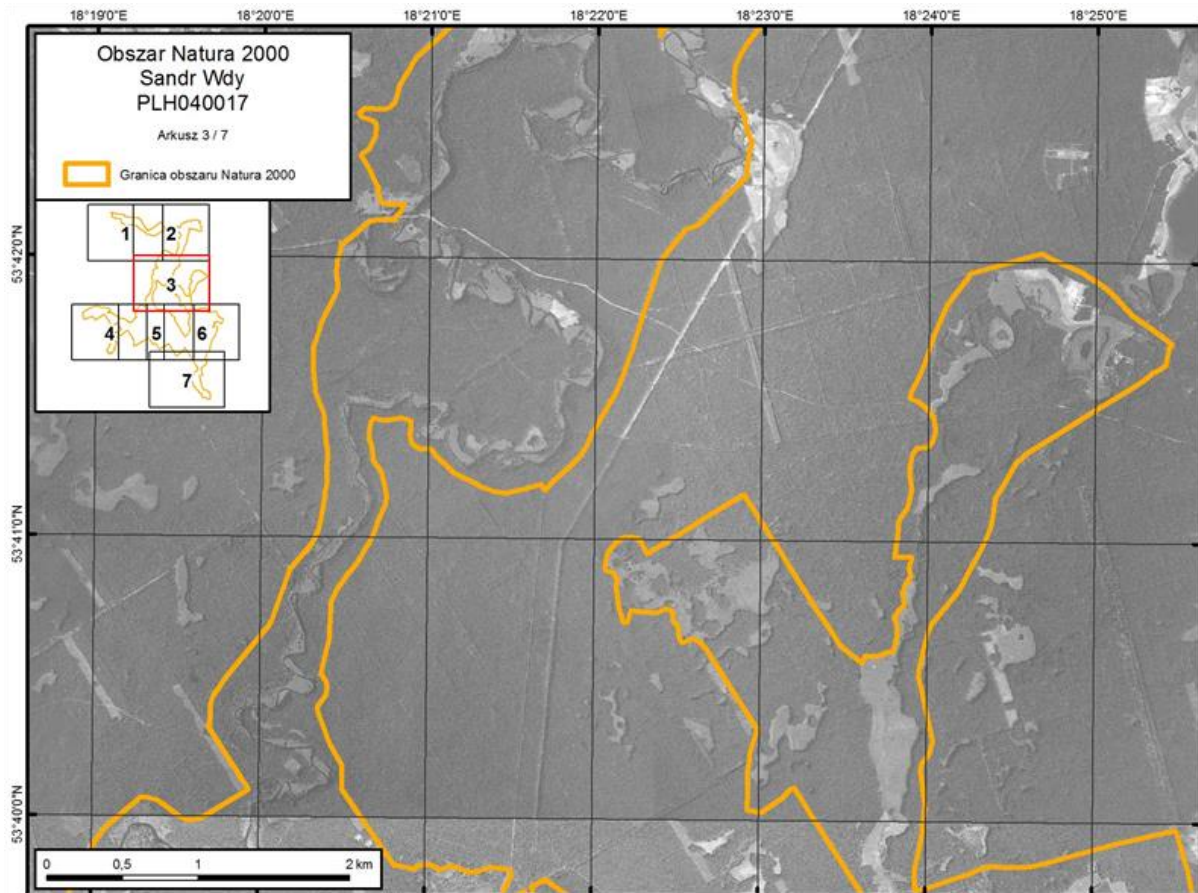 18°19'0"E 18°20'0"E 18°21'0"E 18°22'0"E 18°23'0"E 18°24'0"E 18°25'0"E
Obszar Natura 2000
Sandr Wdy
PLH040017
Arkusz 3 / 7
Granica obszaru Natura 2000
1 2
3
4 5 6
7
53°42'0"N
53°41'0"N
53°40'0"N
0 0,5 1 2 km